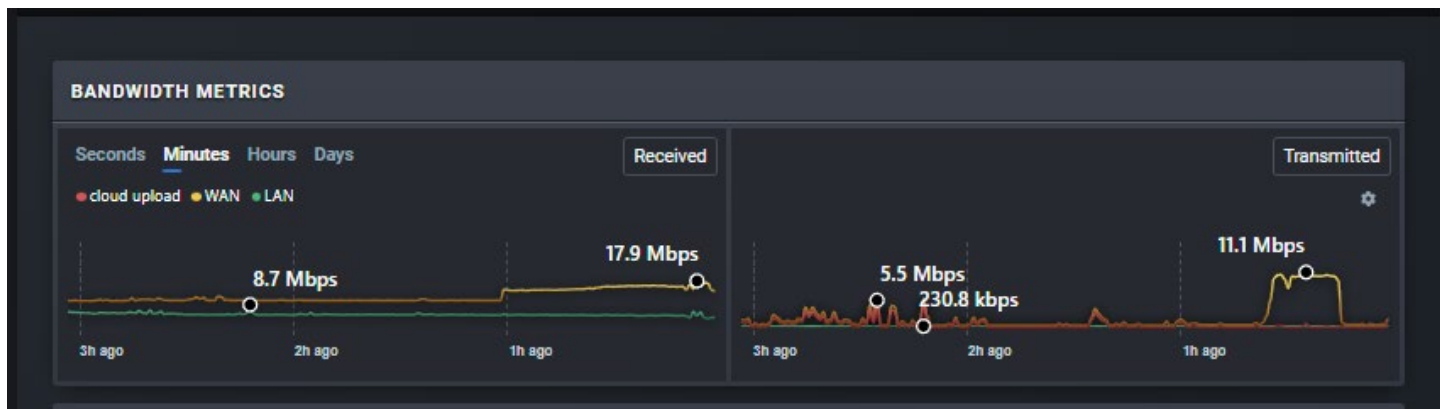 BANDWIDTH METRICS
Seconds Minutes Hours Days
Received
cloud upload WAN LAN
17.9 Mbps
8.7 Mbps
3h ago 2h ago 1h ago
Transmitted
11.1 Mbps
5.5 Mbps
230.8 kbps
3h ago 2h ago 1h ago